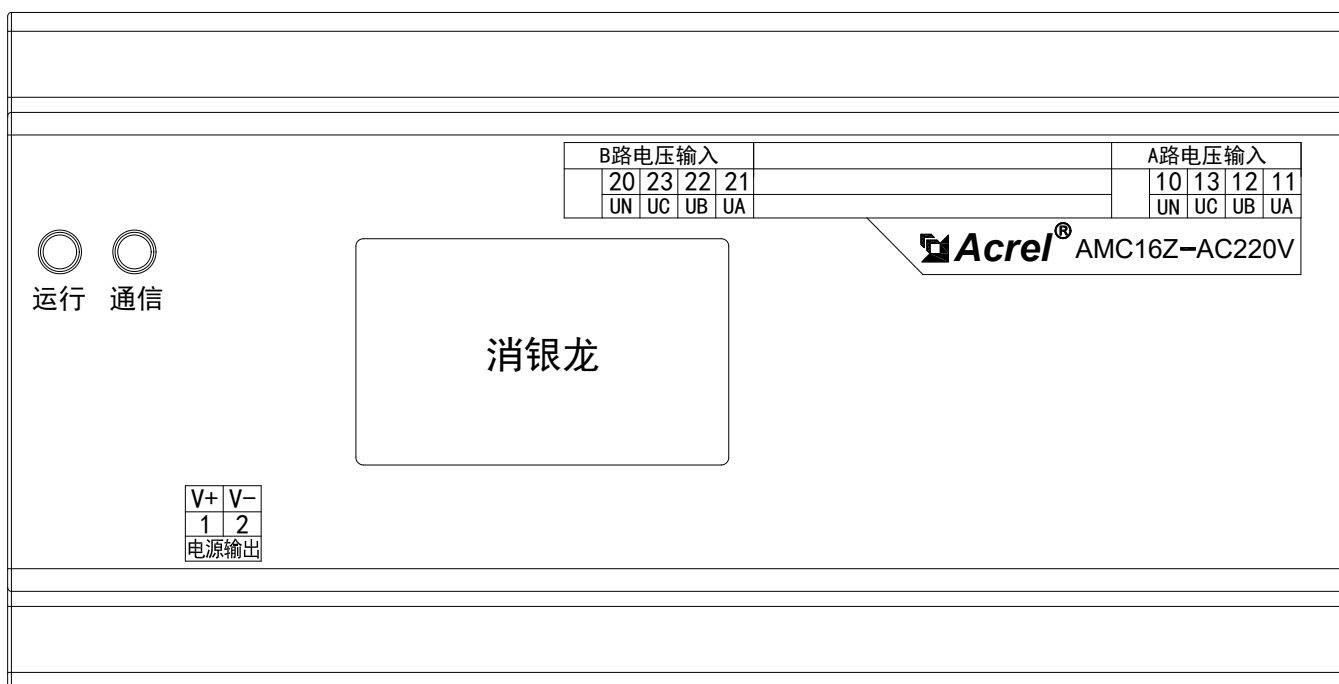 B路电压输入 A路电压输入
20 23 22 21 10 13 12 11
UN UC UB UA UN UC UB UA
Acrel® AMC16Z-AC220V
运行 通信
消银龙
V+ V-
1 2
电源输出